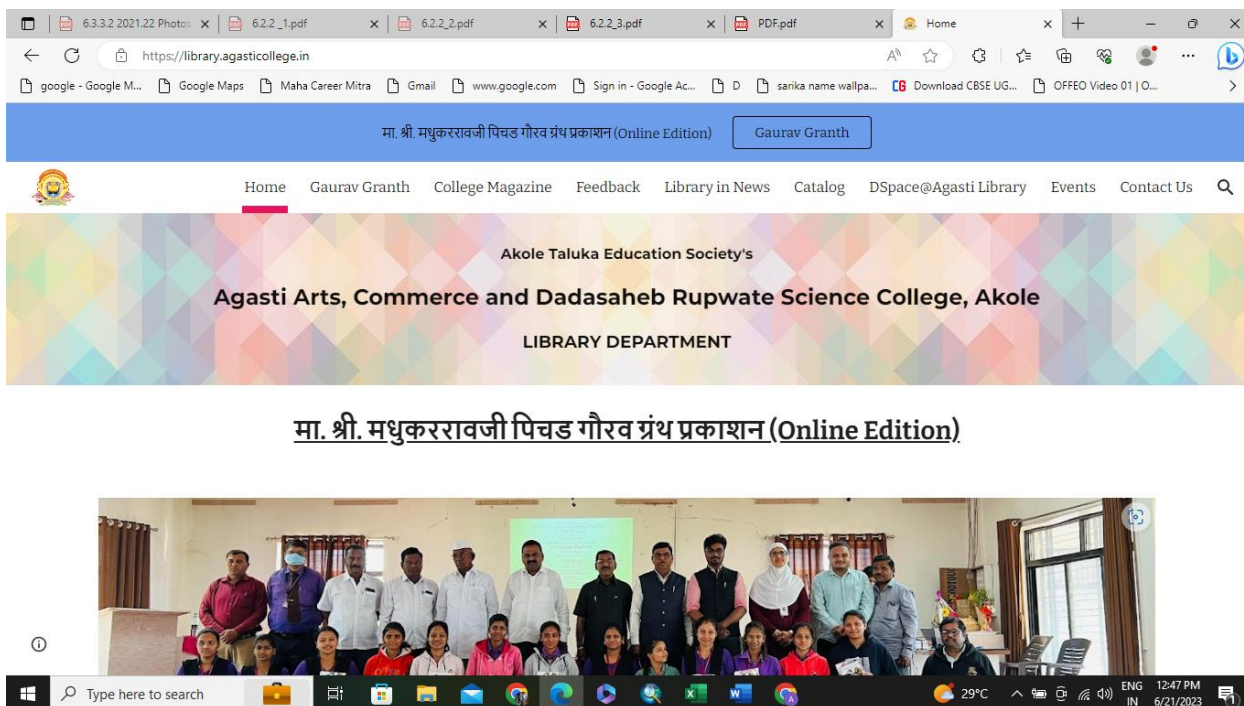 6.3.3.2 2021.22 Photos
6.2.2 _1.pdf
6.2.2_2.pdf
6.2.2_3.pdf
PDF.pdf
Home
https://library.agasticollege.in
google - Google M...
Google Maps
Maha Career Mitra
Gmail
www.google.com
Sign in - Google Ac...
D
sarika name wallpa...
CG Download CBSE UG...
OFFEO Video 01 | O...
मा. श्री. मधुकररावजी पिचड गौरव ग्रंथ प्रकाशन (Online Edition)
Gaurav Granth
Home Gaurav Granth College Magazine Feedback Library in News Catalog DSpace@Agasti Library Events Contact Us
Akole Taluka Education Society's
Agasti Arts, Commerce and Dadasaheb Rupwate Science College, Akole
LIBRARY DEPARTMENT
मा. श्री. मधुकररावजी पिचड गौरव ग्रंथ प्रकाशन (Online Edition)
Type here to search
29°C
ENG
IN
12:47 PM
6/21/2023